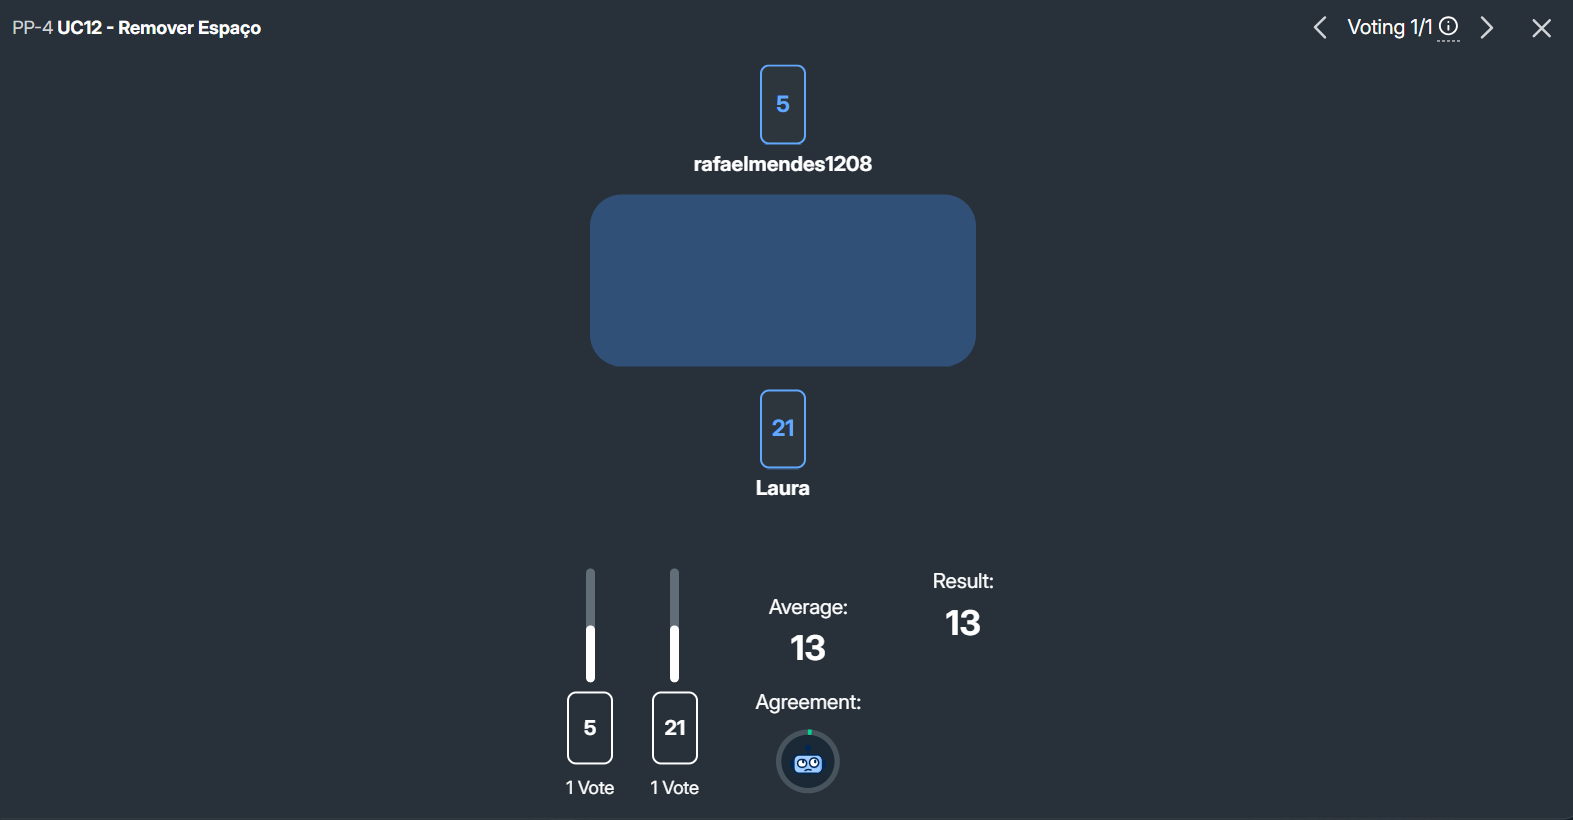 PP-4 UC12 - Remover Espaço
Voting 1/1
5
rafaelmendes1208
21
Laura
Result:
13
Average:
13
Agreement:
5
21
1 Vote
1 Vote